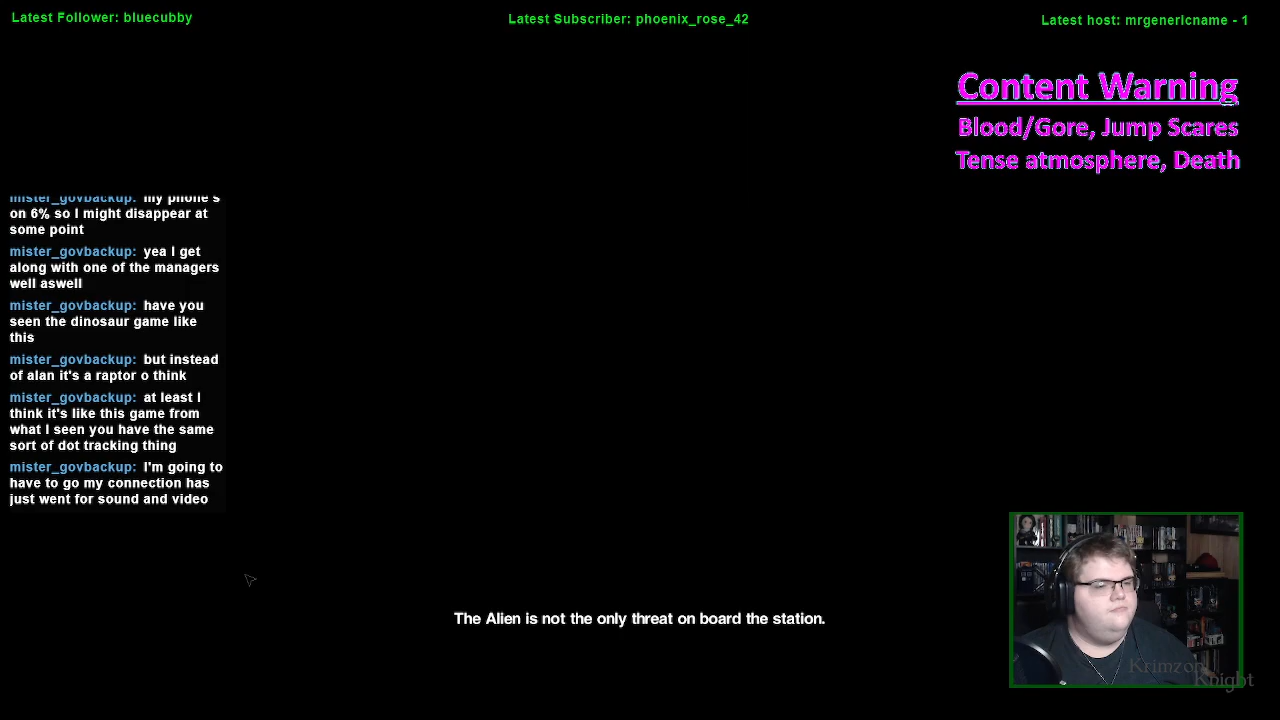 Latest Follower: bluecubby
Latest Subscriber: phoenix_rose_42
Latest host: mrgenericname - 1
Content Warning
Blood/Gore, Jump Scares
Tense atmosphere, Death
mister_govbackup: my phone's
on 6% so I might disappear at
some point
mister_govbackup: yea I get
along with one of the managers
well aswell
mister_govbackup: have you
seen the dinosaur game like
this
mister_govbackup: but instead
of alan it's a raptor o think
mister_govbackup: at least I
think it's like this game from
what I seen you have the same
sort of dot tracking thing
mister_govbackup: I'm going to
have to go my connection has
just went for sound and video
The Alien is not the only threat on board the station.
Krimzon
Knight